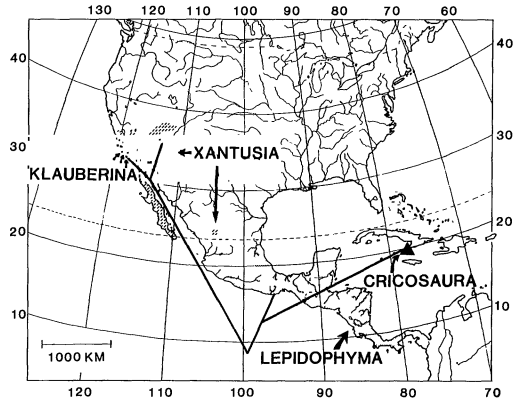 130 120 110 100 90 80 70 60
40 40
30 30
←XANTUSIA
KLAUBERINA
20 20
CRICOSAURA
10 10
1000 KM
LEPIDOPHYMA
120 110 100 90 80 70